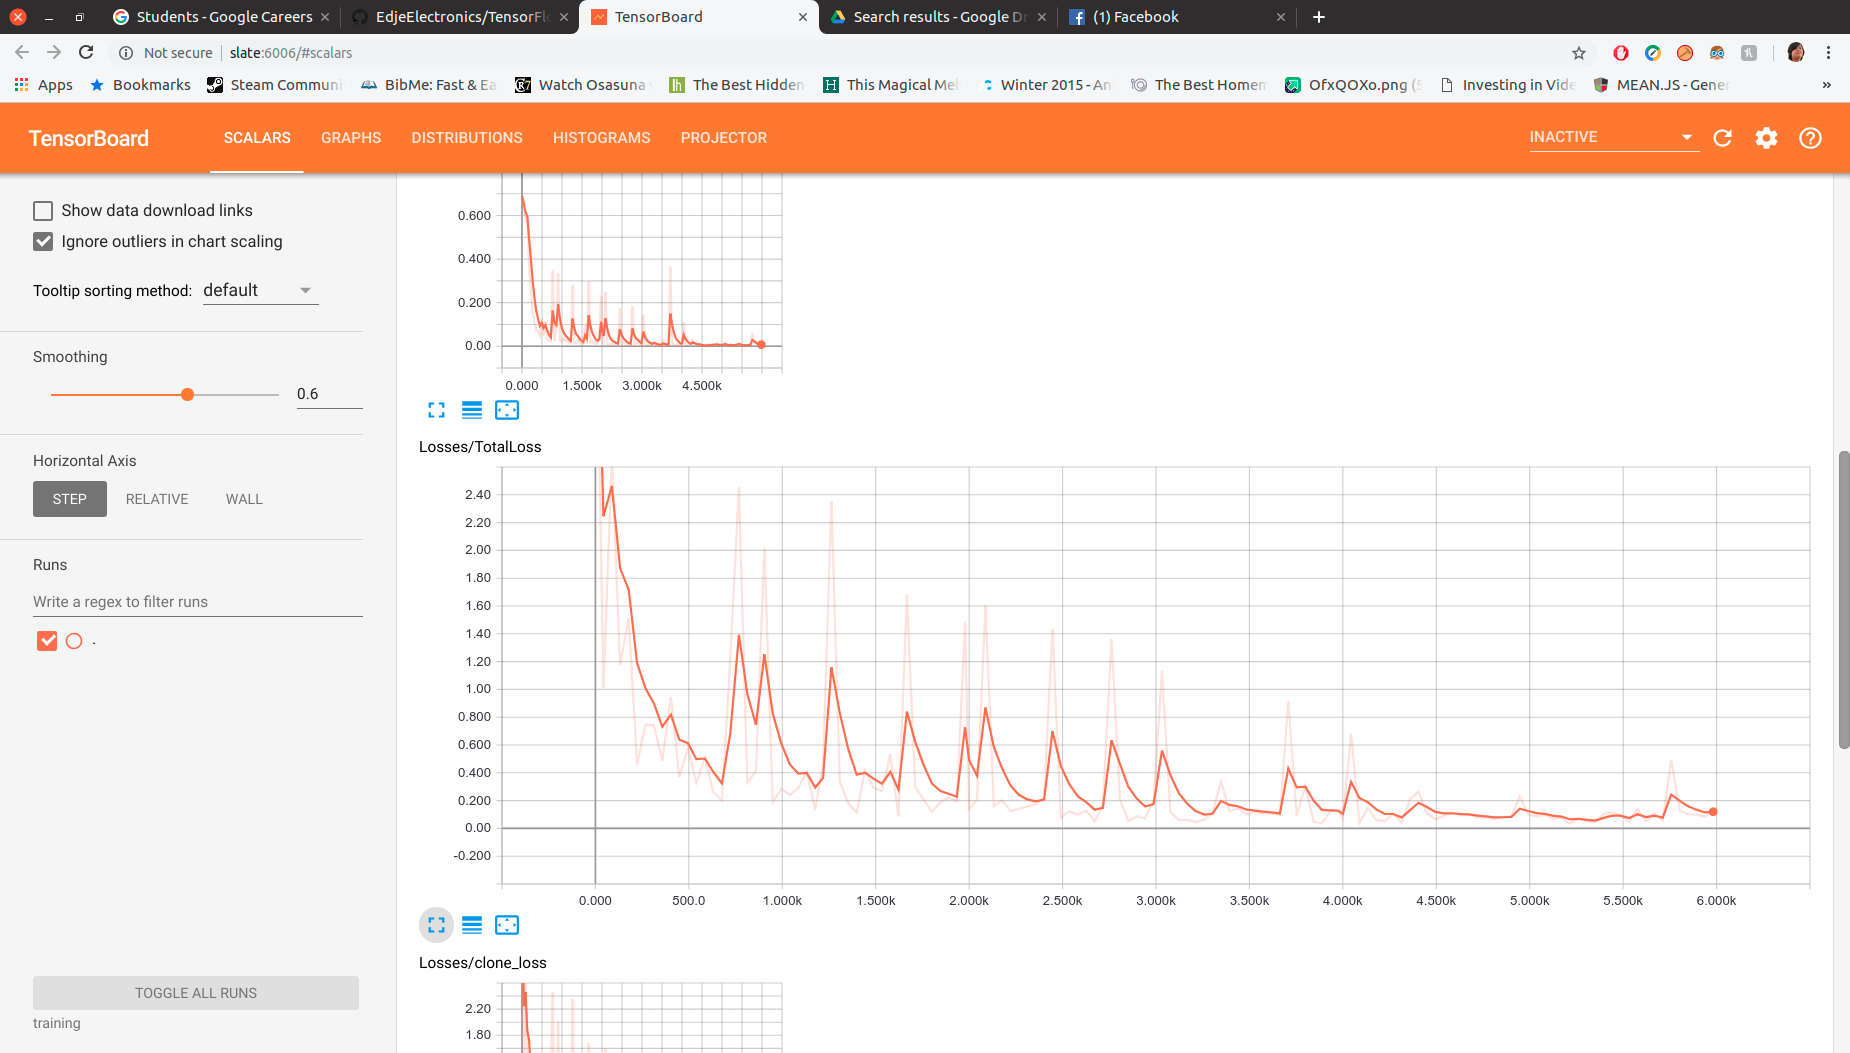 Students - Google Careers
EdjeElectronics/TensorFl
TensorBoard
Search results - Google Dr
(1) Facebook
Not secure
slate:6006/#scalars
Apps
Bookmarks
Steam Communi
BibMe: Fast & Ea
Watch Osasuna
The Best Hidden
This Magical Mel
Winter 2015 - Ani
The Best Homem
OfxQOXo.png (5
Investing in Vide
MEAN.JS - Gener
»
TensorBoard
SCALARS
GRAPHS
DISTRIBUTIONS
HISTOGRAMS
PROJECTOR
INACTIVE
Show data download links
Ignore outliers in chart scaling
Tooltip sorting method: default
Smoothing
0.6
Horizontal Axis
STEP
RELATIVE
WALL
Runs
Write a regex to filter runs
.
TOGGLE ALL RUNS
training
0.600
0.400
0.200
0.00
0.000 1.500k 3.000k 4.500k
Losses/TotalLoss
2.40
2.20
2.00
1.80
1.60
1.40
1.20
1.00
0.800
0.600
0.400
0.200
0.00
-0.200
0.000 500.0 1.000k 1.500k 2.000k 2.500k 3.000k 3.500k 4.000k 4.500k 5.000k 5.500k 6.000k
Losses/clone_loss
2.20
1.80